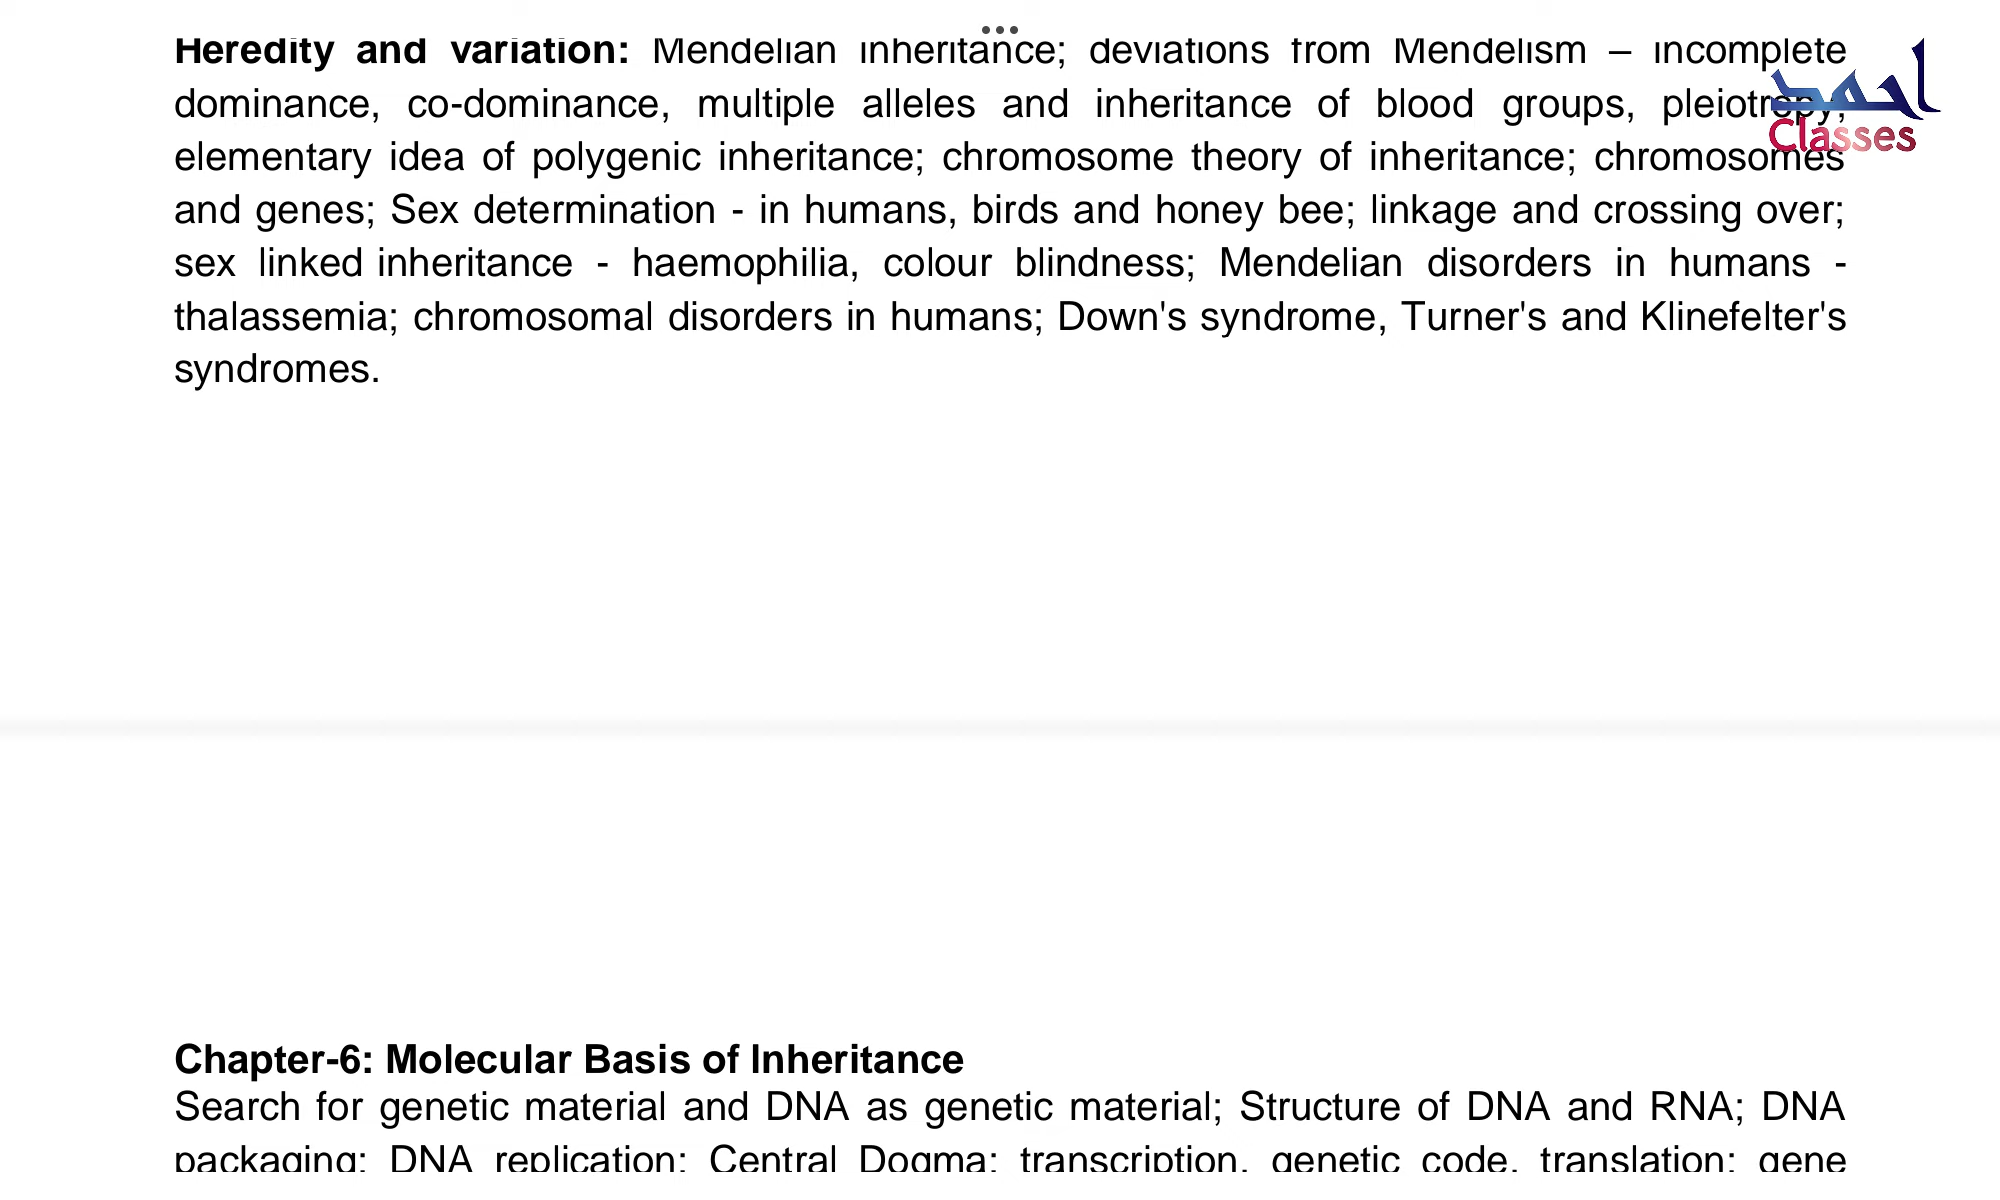 Heredity and variation: Mendelian inheritance; deviations from Mendelism – incomplete
dominance, co-dominance, multiple alleles and inheritance of blood groups, pleiotropy;
elementary idea of polygenic inheritance; chromosome theory of inheritance; chromosomes
and genes; Sex determination - in humans, birds and honey bee; linkage and crossing over;
sex linked inheritance - haemophilia, colour blindness; Mendelian disorders in humans -
thalassemia; chromosomal disorders in humans; Down's syndrome, Turner's and Klinefelter's
syndromes.
احمد
Classes
Chapter-6: Molecular Basis of Inheritance
Search for genetic material and DNA as genetic material; Structure of DNA and RNA; DNA
packaging; DNA replication; Central Dogma; transcription, genetic code, translation; gene